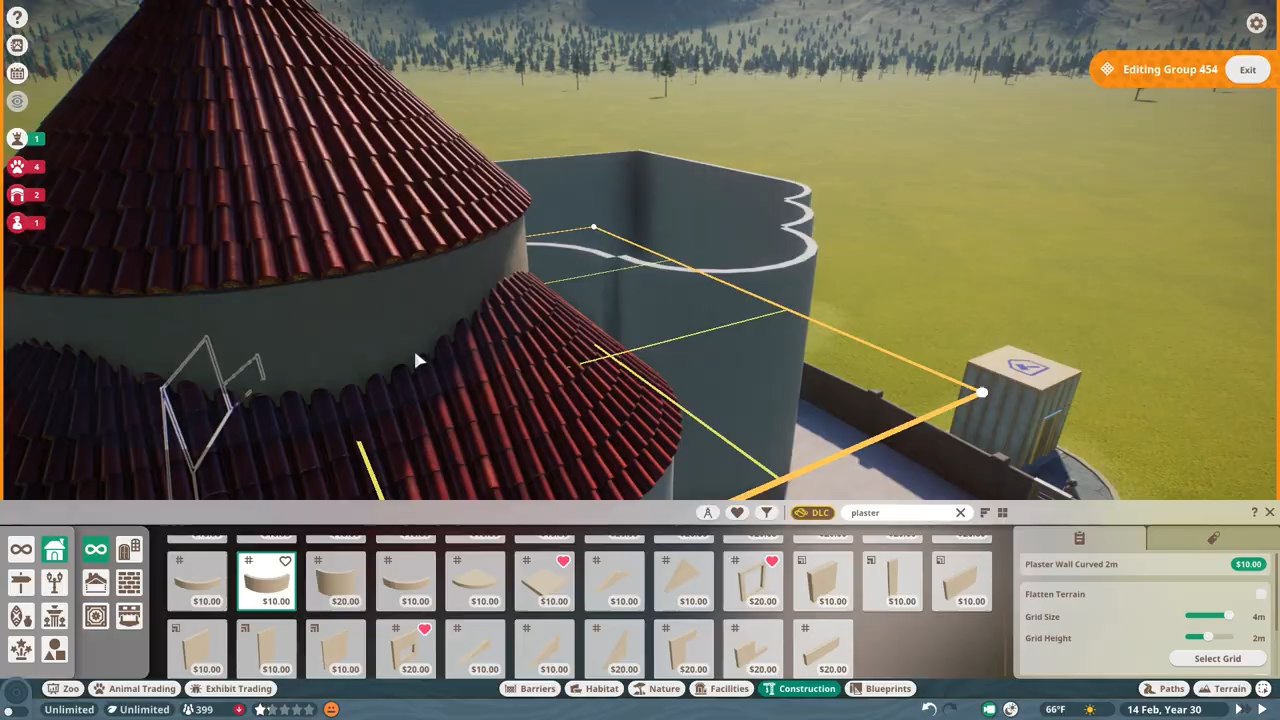 ?
Editing Group 454
Exit
1
4
2
1
DLC
plaster
?
$10.00
$10.00
$20.00
$10.00
$10.00
$10.00
$10.00
$10.00
$20.00
$10.00
$10.00
$10.00
$10.00
$10.00
$10.00
$20.00
$10.00
$10.00
$20.00
$10.00
$20.00
$20.00
Plaster Wall Curved 2m
$10.00
Flatten Terrain
Grid Size
4m
Grid Height
2m
Select Grid
Zoo
Animal Trading
Exhibit Trading
Barriers
Habitat
Nature
Facilities
Construction
Blueprints
Paths
Terrain
Unlimited
Unlimited
399
66°F
14 Feb, Year 30